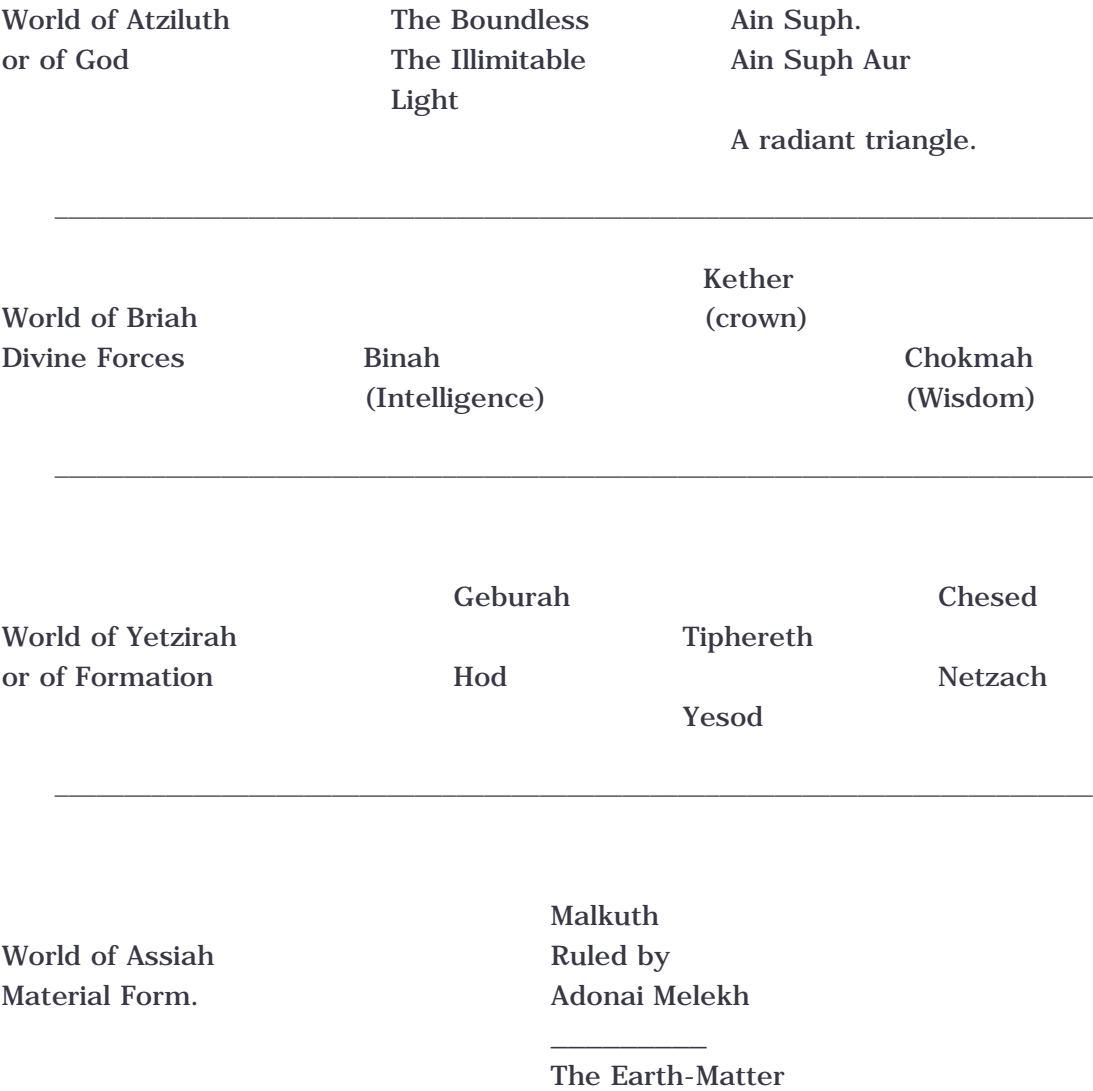 World of Atziluth The Boundless Ain Suph.
or of God The Illimitable Ain Suph Aur
Light
A radiant triangle.
Kether
World of Briah (crown)
Divine Forces Binah Chokmah
(Intelligence) (Wisdom)
Geburah Chesed
World of Yetzirah Tiphereth
or of Formation Hod Netzach
Yesod
Malkuth
World of Assiah Ruled by
Material Form. Adonai Melekh
The Earth-Matter